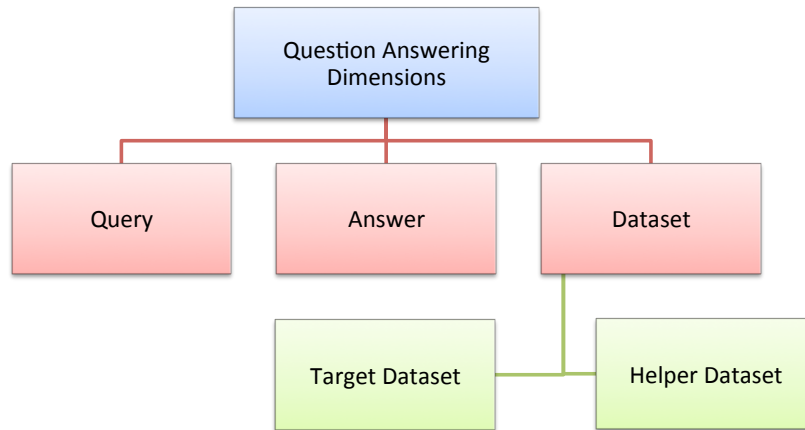 Question Answering
Dimensions
Query
Answer
Dataset
Target Dataset
Helper Dataset